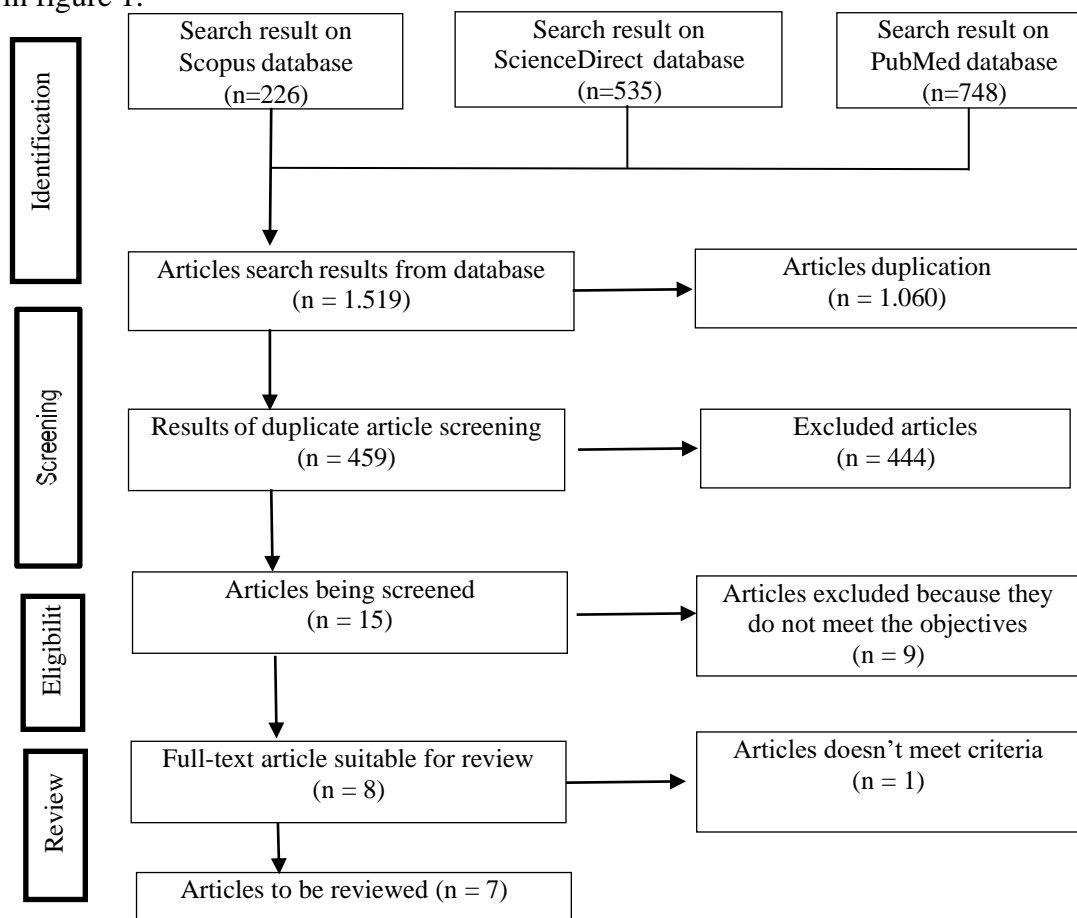 in figure 1.
Identification
Search result on
Scopus database
(n=226)
Search result on
ScienceDirect database
(n=535)
Search result on
PubMed database
(n=748)
Articles search results from database
(n = 1.519)
Articles duplication
(n = 1.060)
Screening
Results of duplicate article screening
(n = 459)
Excluded articles
(n = 444)
Eligibilit
Articles being screened
(n = 15)
Articles excluded because they
do not meet the objectives
(n = 9)
Review
Full-text article suitable for review
(n = 8)
Articles doesn’t meet criteria
(n = 1)
Articles to be reviewed (n = 7)